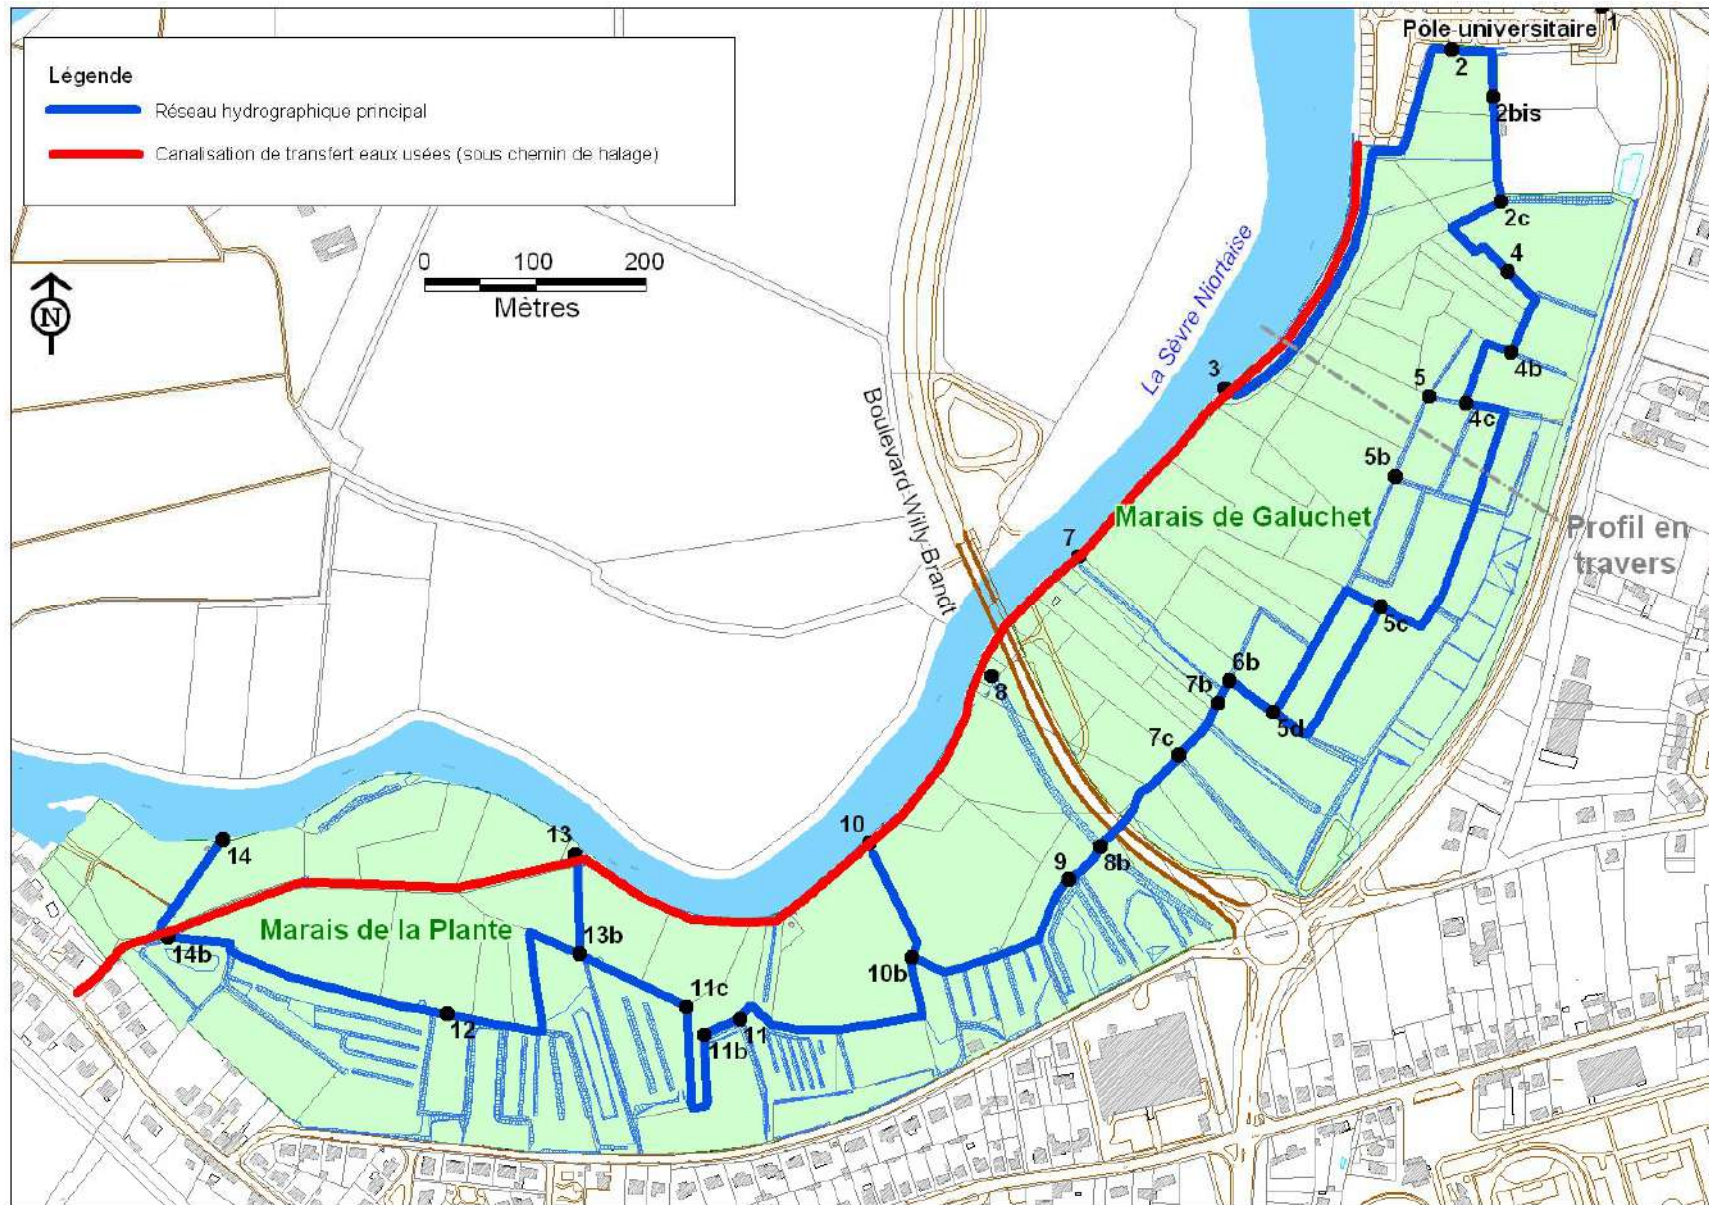 Légende
Réseau hydrographique principal
Canalisation de transfert eaux usées (sous chemin de halage)
N
0 100 200
Mètres
Boulevard-Willy-Brandt
La Sèvre Niortaise
Pôle-universitaire
1
2
2bis
2c
4
4b
4c
3
5
5b
Marais de Galuchet
Profil en
travers
7
5c
6b
7b
5d
7c
8
8b
9
10
10b
13
14
Marais de la Plante
13b
14b
11c
11
11b
12